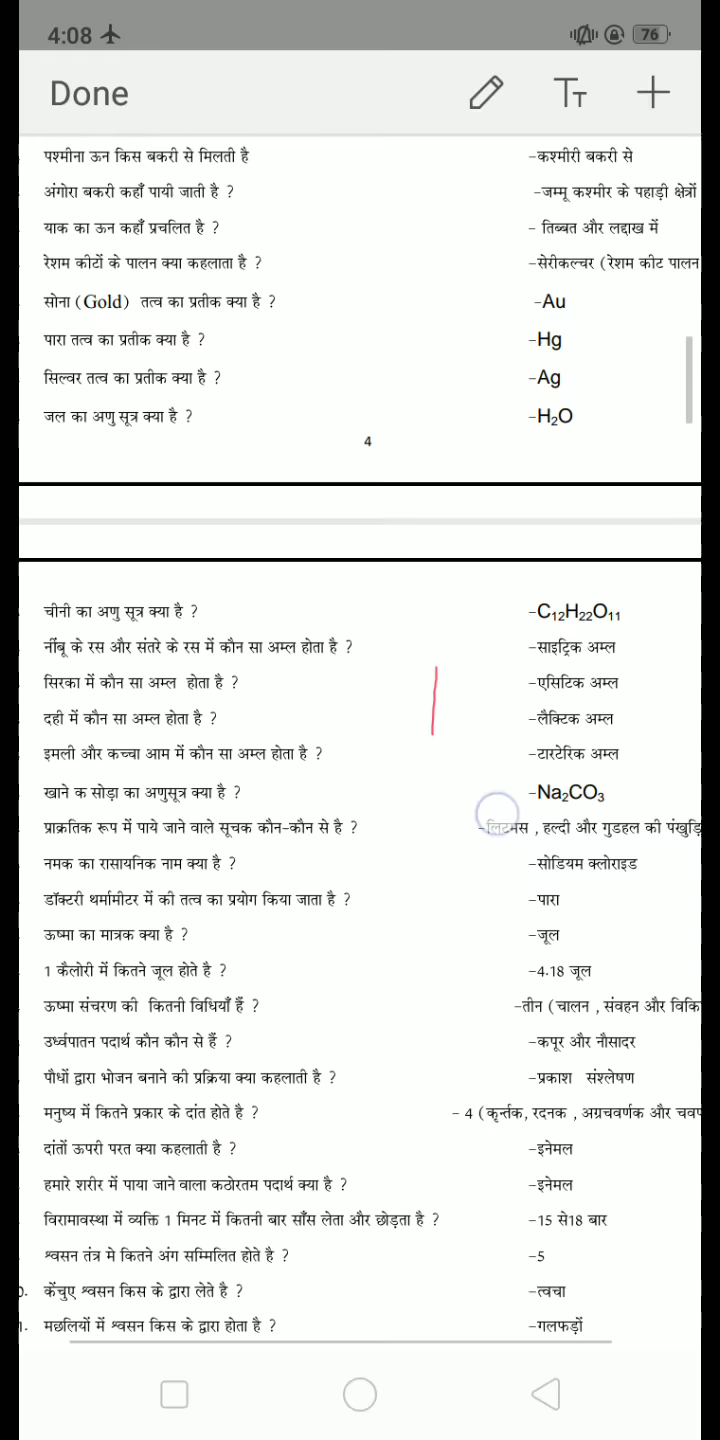 4:08 76
Done TT +
पश्मीना ऊन किस बकरी से मिलती है -कश्मीरी बकरी से
अंगोरा बकरी कहाँ पायी जाती है ? -जम्मू कश्मीर के पहाड़ी क्षेत्रों
याक का ऊन कहाँ प्रचलित है ? - तिब्बत और लद्दाख में
रेशम कीटों के पालन क्या कहलाता है ? -सेरीकल्चर (रेशम कीट पालन
सोना (Gold) तत्व का प्रतीक क्या है ? -Au
पारा तत्व का प्रतीक क्या है ? -Hg
सिल्वर तत्व का प्रतीक क्या है ? -Ag
जल का अणु सूत्र क्या है ? -H₂O
4
चीनी का अणु सूत्र क्या है ? -C₁₂H₂₂O₁₁
नींबू के रस और संतरे के रस में कौन सा अम्ल होता है ? -साइट्रिक अम्ल
सिरका में कौन सा अम्ल होता है ? -एसिटिक अम्ल
दही में कौन सा अम्ल होता है ? -लैक्टिक अम्ल
इमली और कच्चा आम में कौन सा अम्ल होता है ? -टारटेरिक अम्ल
खाने क सोड़ा का अणुसूत्र क्या है ? -Na₂CO₃
प्राक्रतिक रूप में पाये जाने वाले सूचक कौन-कौन से है ? -लिटमस , हल्दी और गुडहल की पंखुड़ि
नमक का रासायनिक नाम क्या है ? -सोडियम क्लोराइड
डॉक्टरी थर्मामीटर में की तत्व का प्रयोग किया जाता है ? -पारा
ऊष्मा का मात्रक क्या है ? -जूल
1 कैलोरी में कितने जूल होते है ? -4.18 जूल
ऊष्मा संचरण की कितनी विधियाँ हैं ? -तीन (चालन , संवहन और विकि
उर्ध्वपातन पदार्थ कौन कौन से हैं ? -कपूर और नौसादर
पौधों द्वारा भोजन बनाने की प्रक्रिया क्या कहलाती है ? -प्रकाश संश्लेषण
मनुष्य में कितने प्रकार के दांत होते है ? - 4 (कृर्न्तक, रदनक , अग्रचवर्णक और चवण
दांतों ऊपरी परत क्या कहलाती है ? -इनेमल
हमारे शरीर में पाया जाने वाला कठोरतम पदार्थ क्या है ? -इनेमल
विरामावस्था में व्यक्ति 1 मिनट में कितनी बार साँस लेता और छोड़ता है ? -15 से18 बार
श्वसन तंत्र मे कितने अंग सम्मिलित होते है ? -5
0. केंचुए श्वसन किस के द्वारा लेते है ? -त्वचा
1. मछलियों में श्वसन किस के द्वारा होता है ? -गलफड़ों